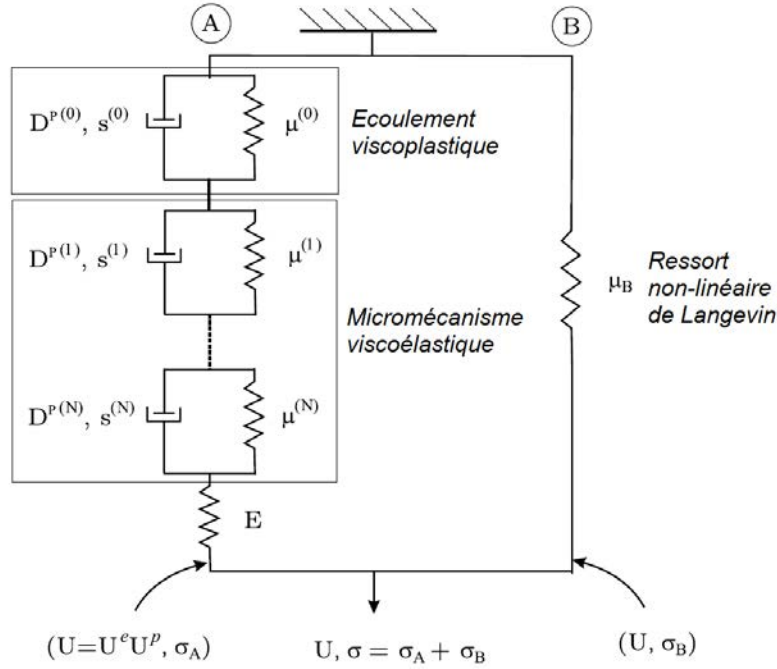 A
B
D^P(0), s^(0)
μ^(0)
Ecoulement
viscoplastique
D^P(1), s^(1)
μ^(1)
μ_B
Ressort
non-linéaire
de Langevin
Micromécanisme
viscoélastique
D^P(N), s^(N)
μ^(N)
E
(U=U^e U^p, σ_A)
U, σ = σ_A + σ_B
(U, σ_B)